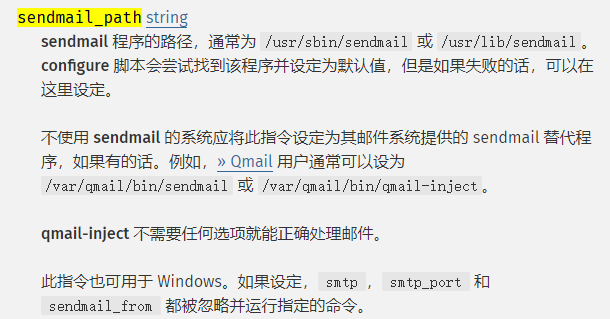 sendmail_path string
sendmail 程序的路径，通常为 /usr/sbin/sendmail 或 /usr/lib/sendmail。
configure 脚本会尝试找到该程序并设定为默认值，但是如果失败的话，可以在
这里设定。
不使用 sendmail 的系统应将此指令设定为其邮件系统提供的 sendmail 替代程
序，如果有的话。例如，» Qmail 用户通常可以设为
/var/qmail/bin/sendmail 或 /var/qmail/bin/qmail-inject。
qmail-inject 不需要任何选项就能正确处理邮件。
此指令也可用于 Windows。如果设定，smtp，smtp_port 和
sendmail_from 都被忽略并运行指定的命令。